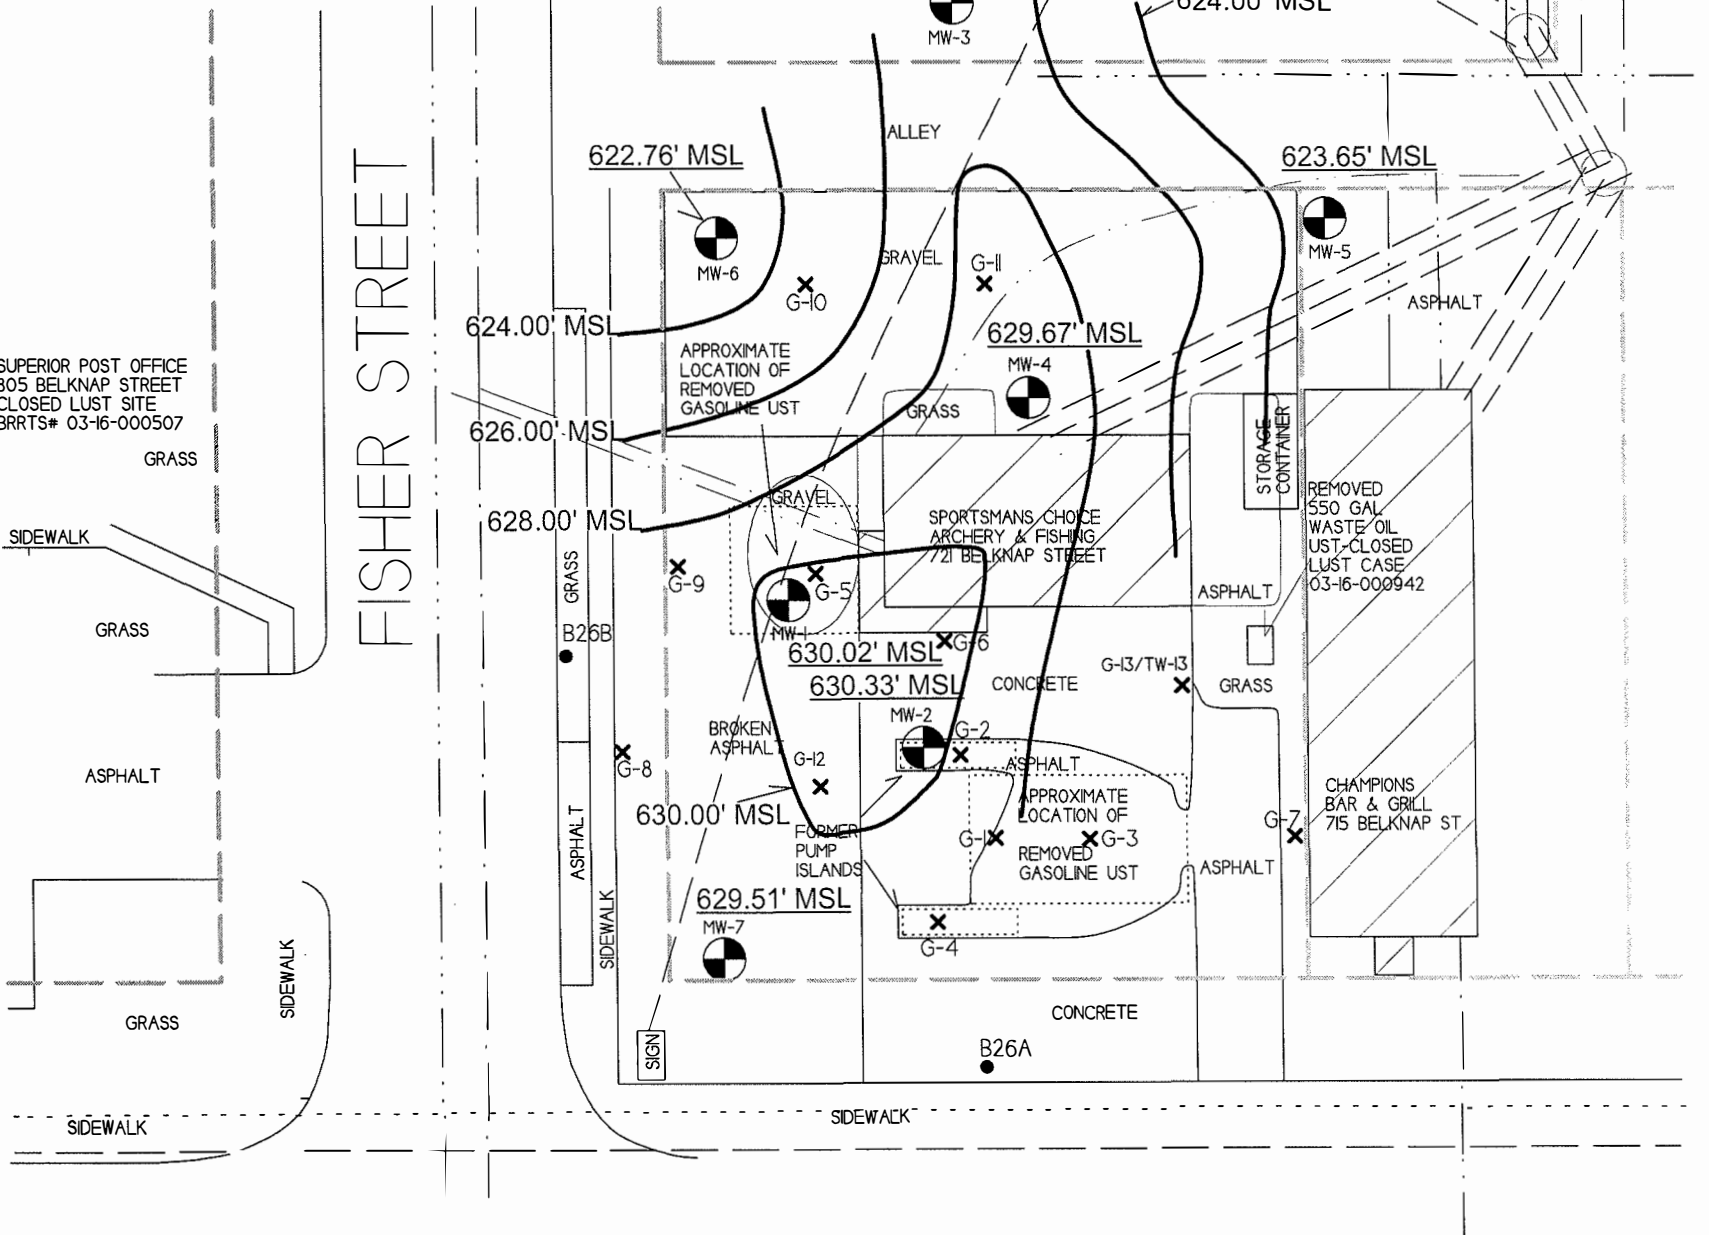 624.00' MSL
MW-3
ALLEY
622.76' MSL
623.65' MSL
MW-6
MW-5
GRAVEL
G-11
G-10
ASPHALT
624.00' MSL
629.67' MSL
MW-4
APPROXIMATE
LOCATION OF
REMOVED
GASOLINE UST
SUPERIOR POST OFFICE
805 BELKNAP STREET
CLOSED LUST SITE
BRRTS# 03-16-000507
GRASS
FISHER STREET
626.00' MSL
GRASS
STORAGE
CONTAINER
GRAVEL
628.00' MSL
SPORTSMANS CHOICE
ARCHERY & FISHING
721 BELKNAP STREET
REMOVED
550 GAL
WASTE OIL
UST-CLOSED
LUST CASE
03-16-000942
SIDEWALK
GRASS
G-9
G-5
MW-1
ASPHALT
GRASS
B26B
630.02' MSL
G-6
630.33' MSL
CONCRETE
G-13/TW-13
GRASS
MW-2
G-2
BROKEN
ASPHALT
G-12
G-8
ASPHALT
ASPHALT
630.00' MSL
APPROXIMATE
LOCATION OF
REMOVED
GASOLINE UST
G-1
G-3
G-7
CHAMPIONS
BAR & GRILL
715 BELKNAP ST
FORMER
PUMP
ISLANDS
ASPHALT
ASPHALT
629.51' MSL
MW-7
G-4
SIDEWALK
SIDEWALK
GRASS
CONCRETE
SIGN
B26A
SIDEWALK
SIDEWALK